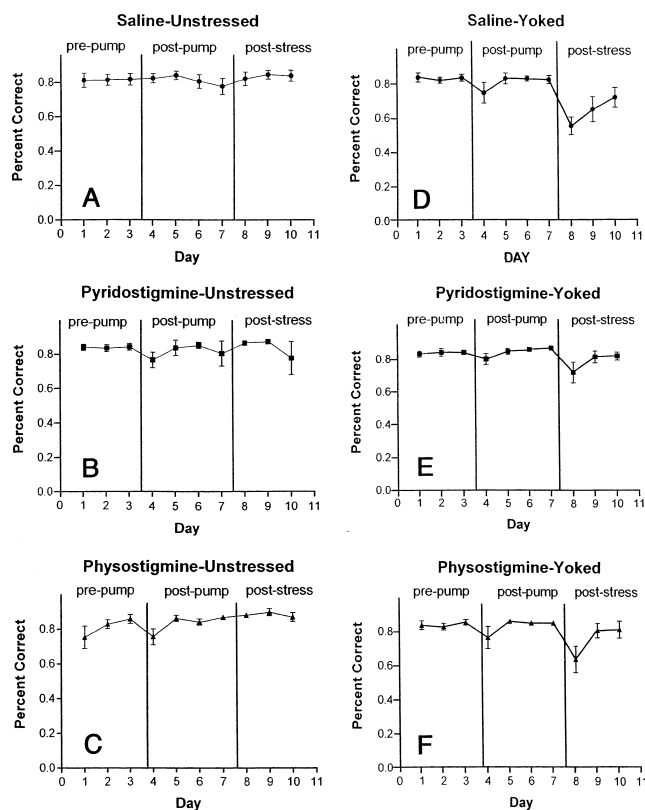 Saline-Unstressed
pre-pump post-pump post-stress
Percent Correct
0.8
0.6
0.4
0.2
0.0
A
0 1 2 3 4 5 6 7 8 9 10 11
Day
Saline-Yoked
pre-pump post-pump post-stress
Percent Correct
0.8
0.6
0.4
0.2
0.0
D
0 1 2 3 4 5 6 7 8 9 10 11
DAY
Pyridostigmine-Unstressed
pre-pump post-pump post-stress
Percent Correct
0.8
0.6
0.4
0.2
0.0
B
0 1 2 3 4 5 6 7 8 9 10 11
Day
Pyridostigmine-Yoked
pre-pump post-pump post-stress
Percent Correct
0.8
0.6
0.4
0.2
0.0
E
0 1 2 3 4 5 6 7 8 9 10 11
Day
Physostigmine-Unstressed
pre-pump post-pump post-stress
Percent Correct
0.8
0.6
0.4
0.2
0.0
C
0 1 2 3 4 5 6 7 8 9 10 11
Day
Physostigmine-Yoked
pre-pump post-pump post-stress
Percent Correct
0.8
0.6
0.4
0.2
0.0
F
0 1 2 3 4 5 6 7 8 9 10 11
Day